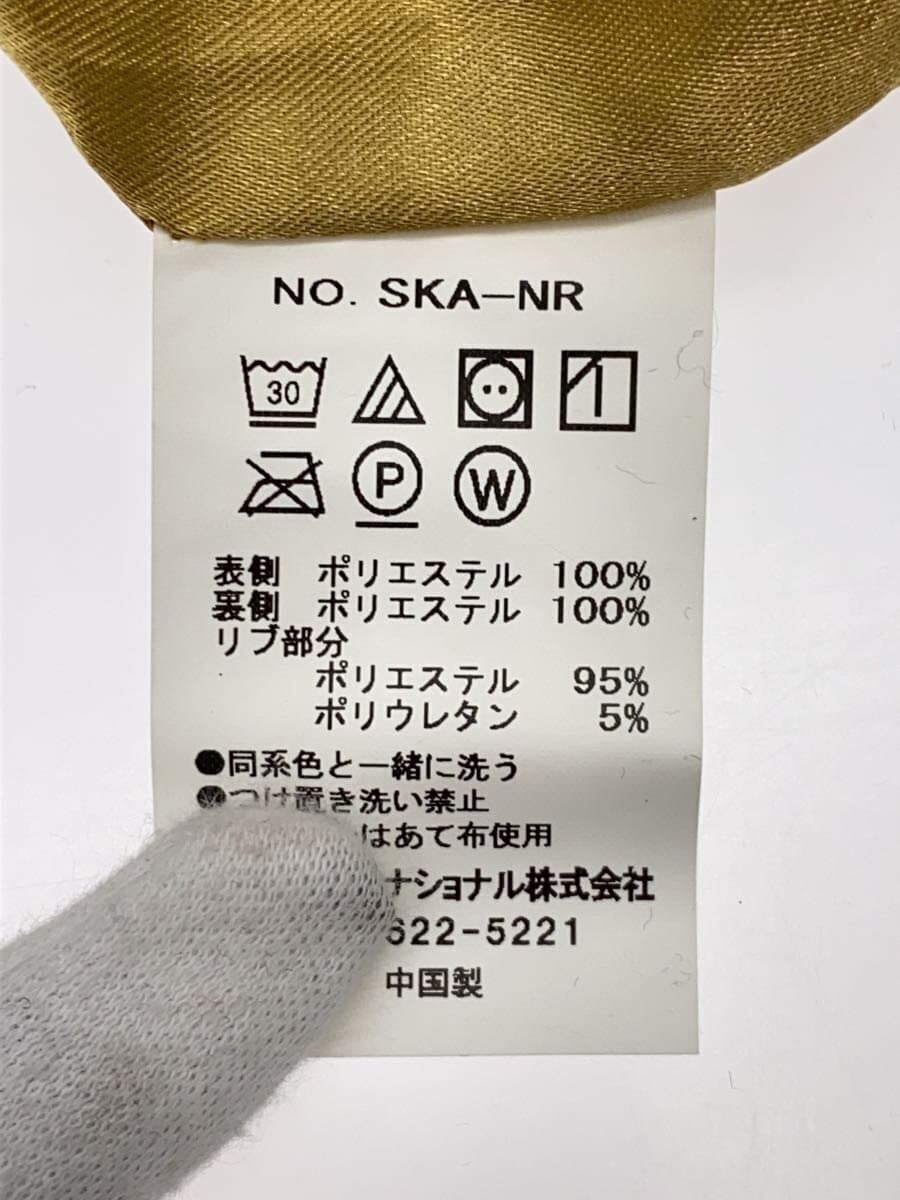 NO. SKA-NR
30
P
W
表側 ポリエステル 100%
裏側 ポリエステル 100%
リブ部分
ポリエステル 95%
ポリウレタン 5%
●同系色と一緒に洗う
●つけ置き洗い禁止
はあて布使用
ナショナル株式会社
622-5221
中国製